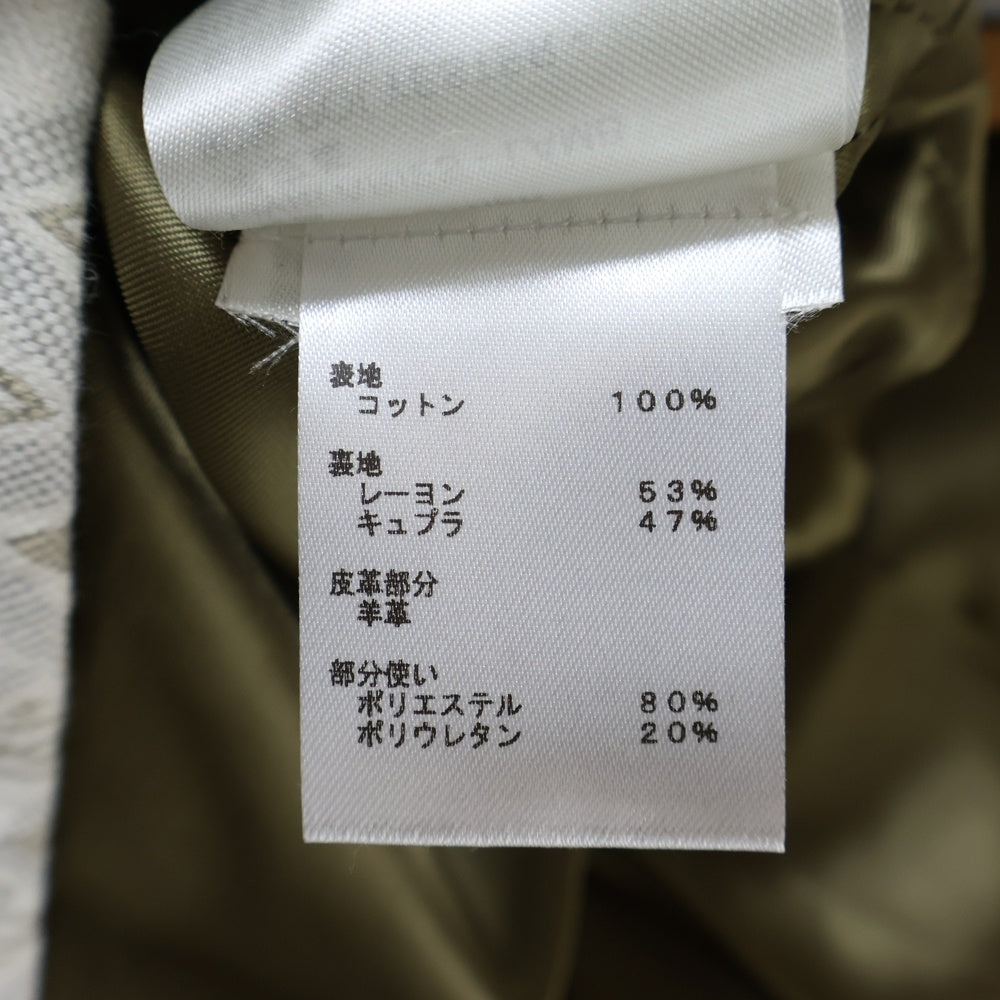 表地
コットン 100%
裏地
レーヨン 53%
キュプラ 47%
皮革部分
羊革
部分使い
ポリエステル 80%
ポリウレタン 20%